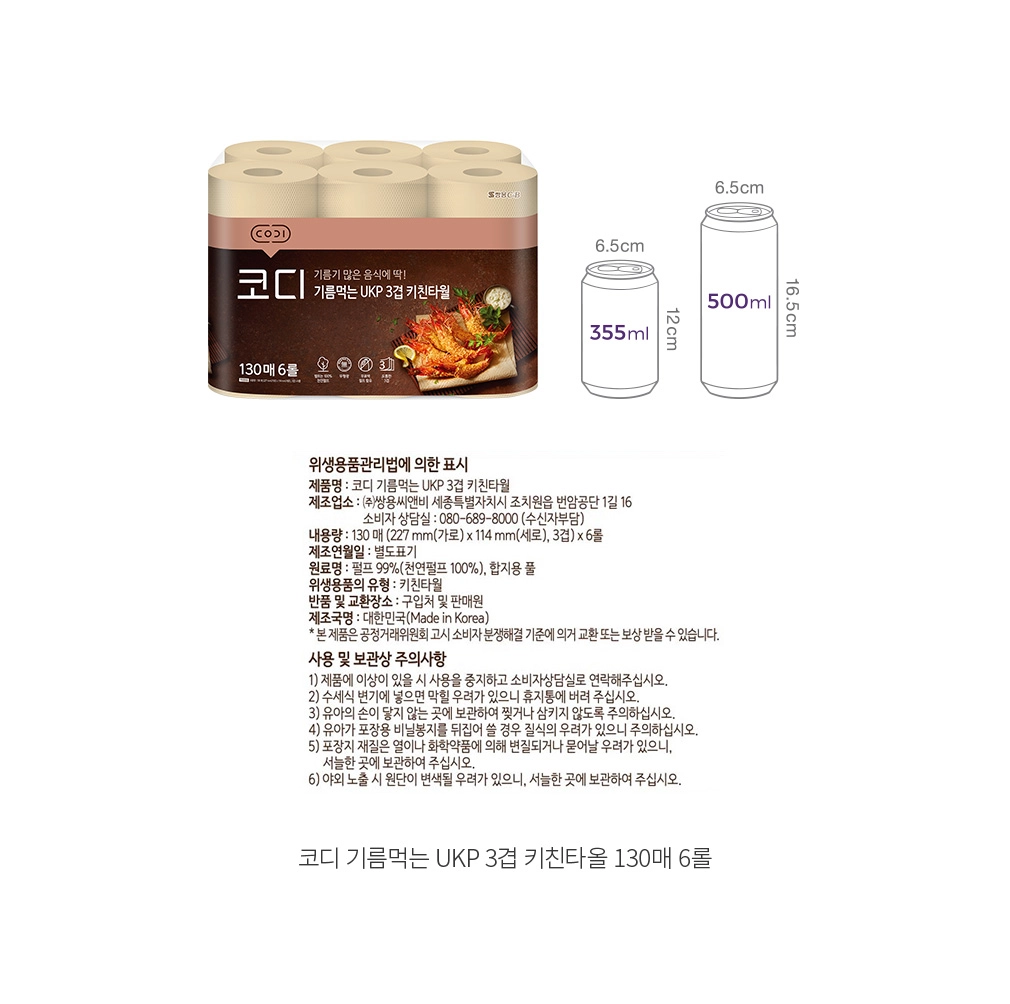 쌍용C&B
CODI
코디
기름기 많은 음식에 딱!
기름먹는 UKP 3겹 키친타월
130매 6롤
3
6.5cm
355ml
12cm
6.5cm
500ml
16.5cm
위생용품관리법에 의한 표시
제품명 : 코디 기름먹는 UKP 3겹 키친타월
제조업소 : ㈜쌍용씨앤비 세종특별자치시 조치원읍 번암공단 1길 16
소비자 상담실 : 080-689-8000 (수신자부담)
내용량 : 130 매 (227 mm(가로) x 114 mm(세로), 3겹) x 6롤
제조연월일 : 별도표기
원료명 : 펄프 99%(천연펄프 100%), 합지용 풀
위생용품의 유형 : 키친타월
반품 및 교환장소 : 구입처 및 판매원
제조국명 : 대한민국(Made in Korea)
* 본 제품은 공정거래위원회 고시 소비자 분쟁해결 기준에 의거 교환 또는 보상 받을 수 있습니다.
사용 및 보관상 주의사항
1) 제품에 이상이 있을 시 사용을 중지하고 소비자상담실로 연락해주십시오.
2) 수세식 변기에 넣으면 막힐 우려가 있으니 휴지통에 버려 주십시오.
3) 유아의 손이 닿지 않는 곳에 보관하여 찢거나 삼키지 않도록 주의하십시오.
4) 유아가 포장용 비닐봉지를 뒤집어 쓸 경우 질식의 우려가 있으니 주의하십시오.
5) 포장지 재질은 열이나 화학약품에 의해 변질되거나 묻어날 우려가 있으니,
서늘한 곳에 보관하여 주십시오.
6) 야외 노출 시 원단이 변색될 우려가 있으니, 서늘한 곳에 보관하여 주십시오.
코디 기름먹는 UKP 3겹 키친타올 130매 6롤